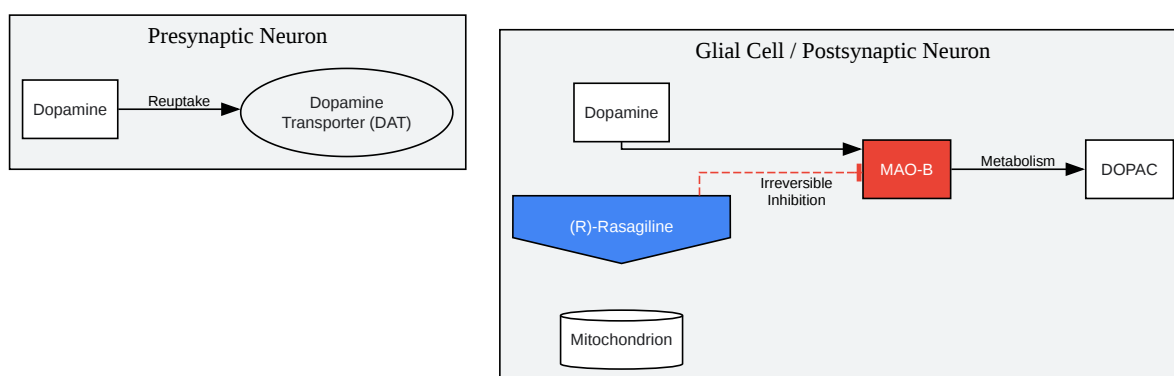 Presynaptic Neuron
Dopamine
Reuptake
Dopamine
Transporter (DAT)
Glial Cell / Postsynaptic Neuron
Dopamine
MAO-B
Metabolism
DOPAC
Irreversible
Inhibition
(R)-Rasagiline
Mitochondrion